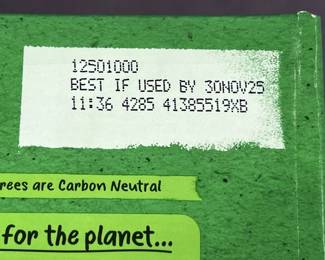 12501000
BEST IF USED BY 30NOV25
11:36 4285 41385519XB
rees are Carbon Neutral
for the planet...